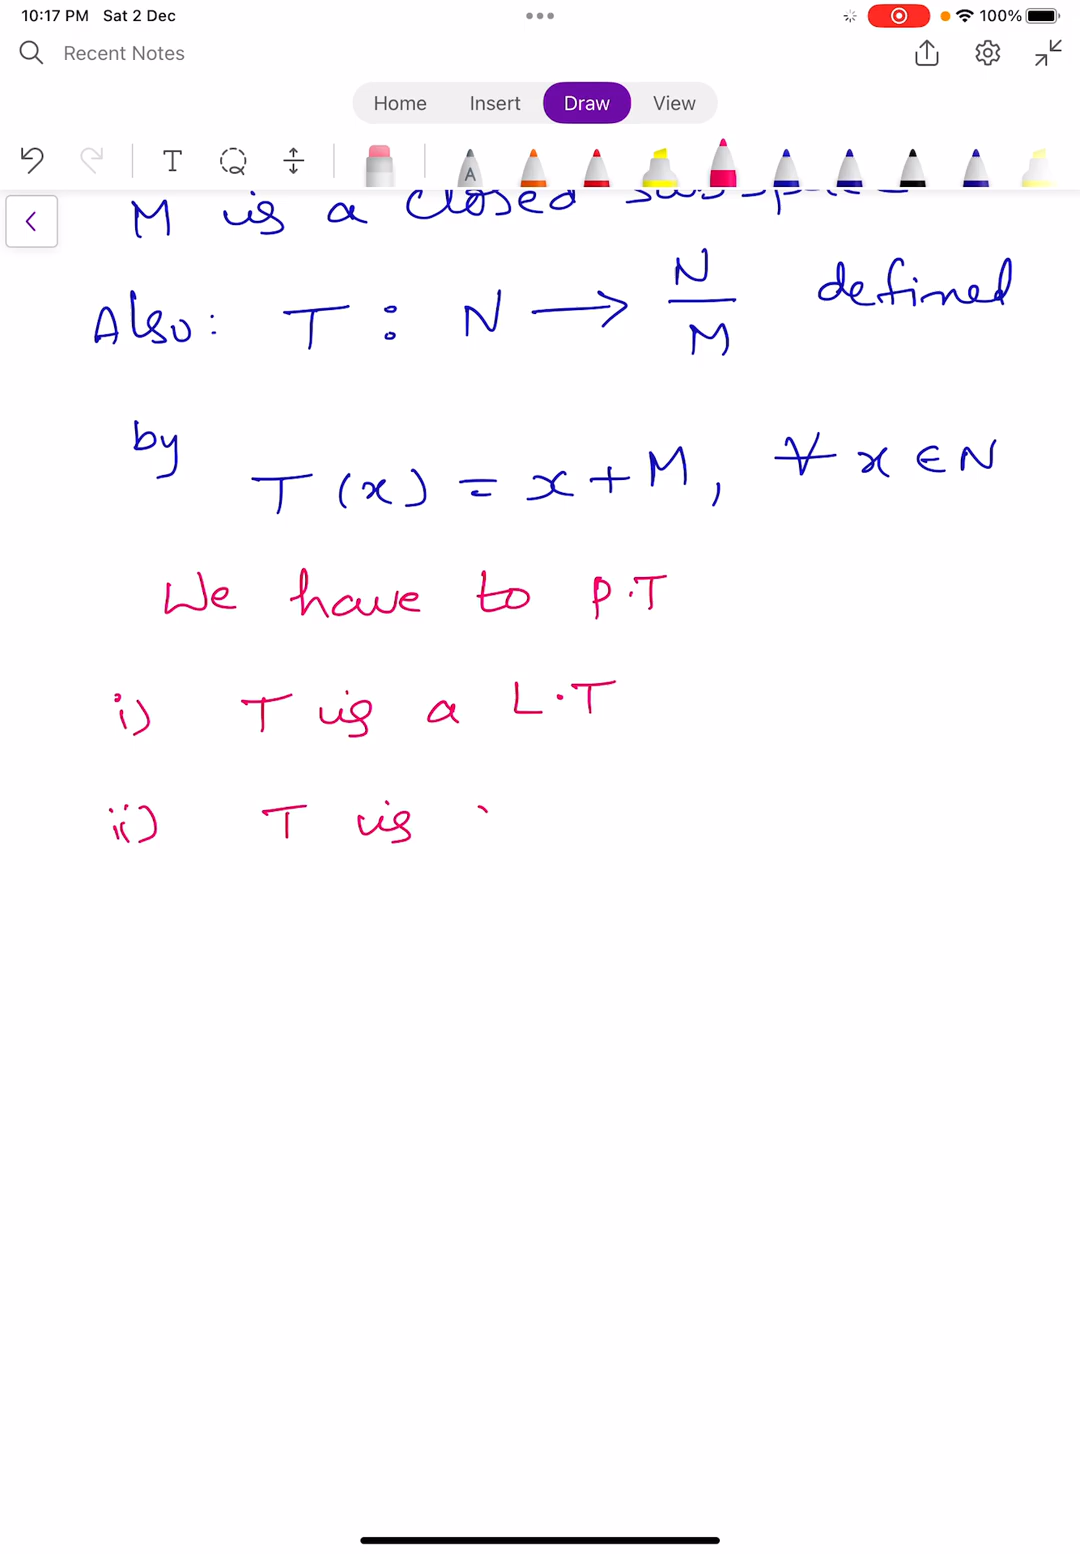 10:17 PM Sat 2 Dec 100%
Recent Notes
Home Insert Draw View
T A
M is a closed
Also: T : N → N/M defined
by T(x) = x + M, ∀ x ∈ N
We have to P.T
i) T is a L.T
ii) T is